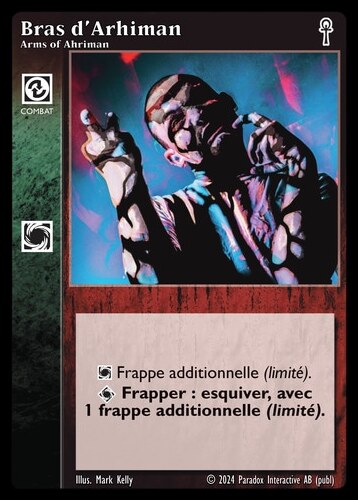 Bras d'Arhiman
Arms of Ahriman
COMBAT
Frappe additionnelle (limité).
Frapper : esquiver, avec
1 frappe additionnelle (limité).
Illus. Mark Kelly
© 2024 Paradox Interactive AB (publ)